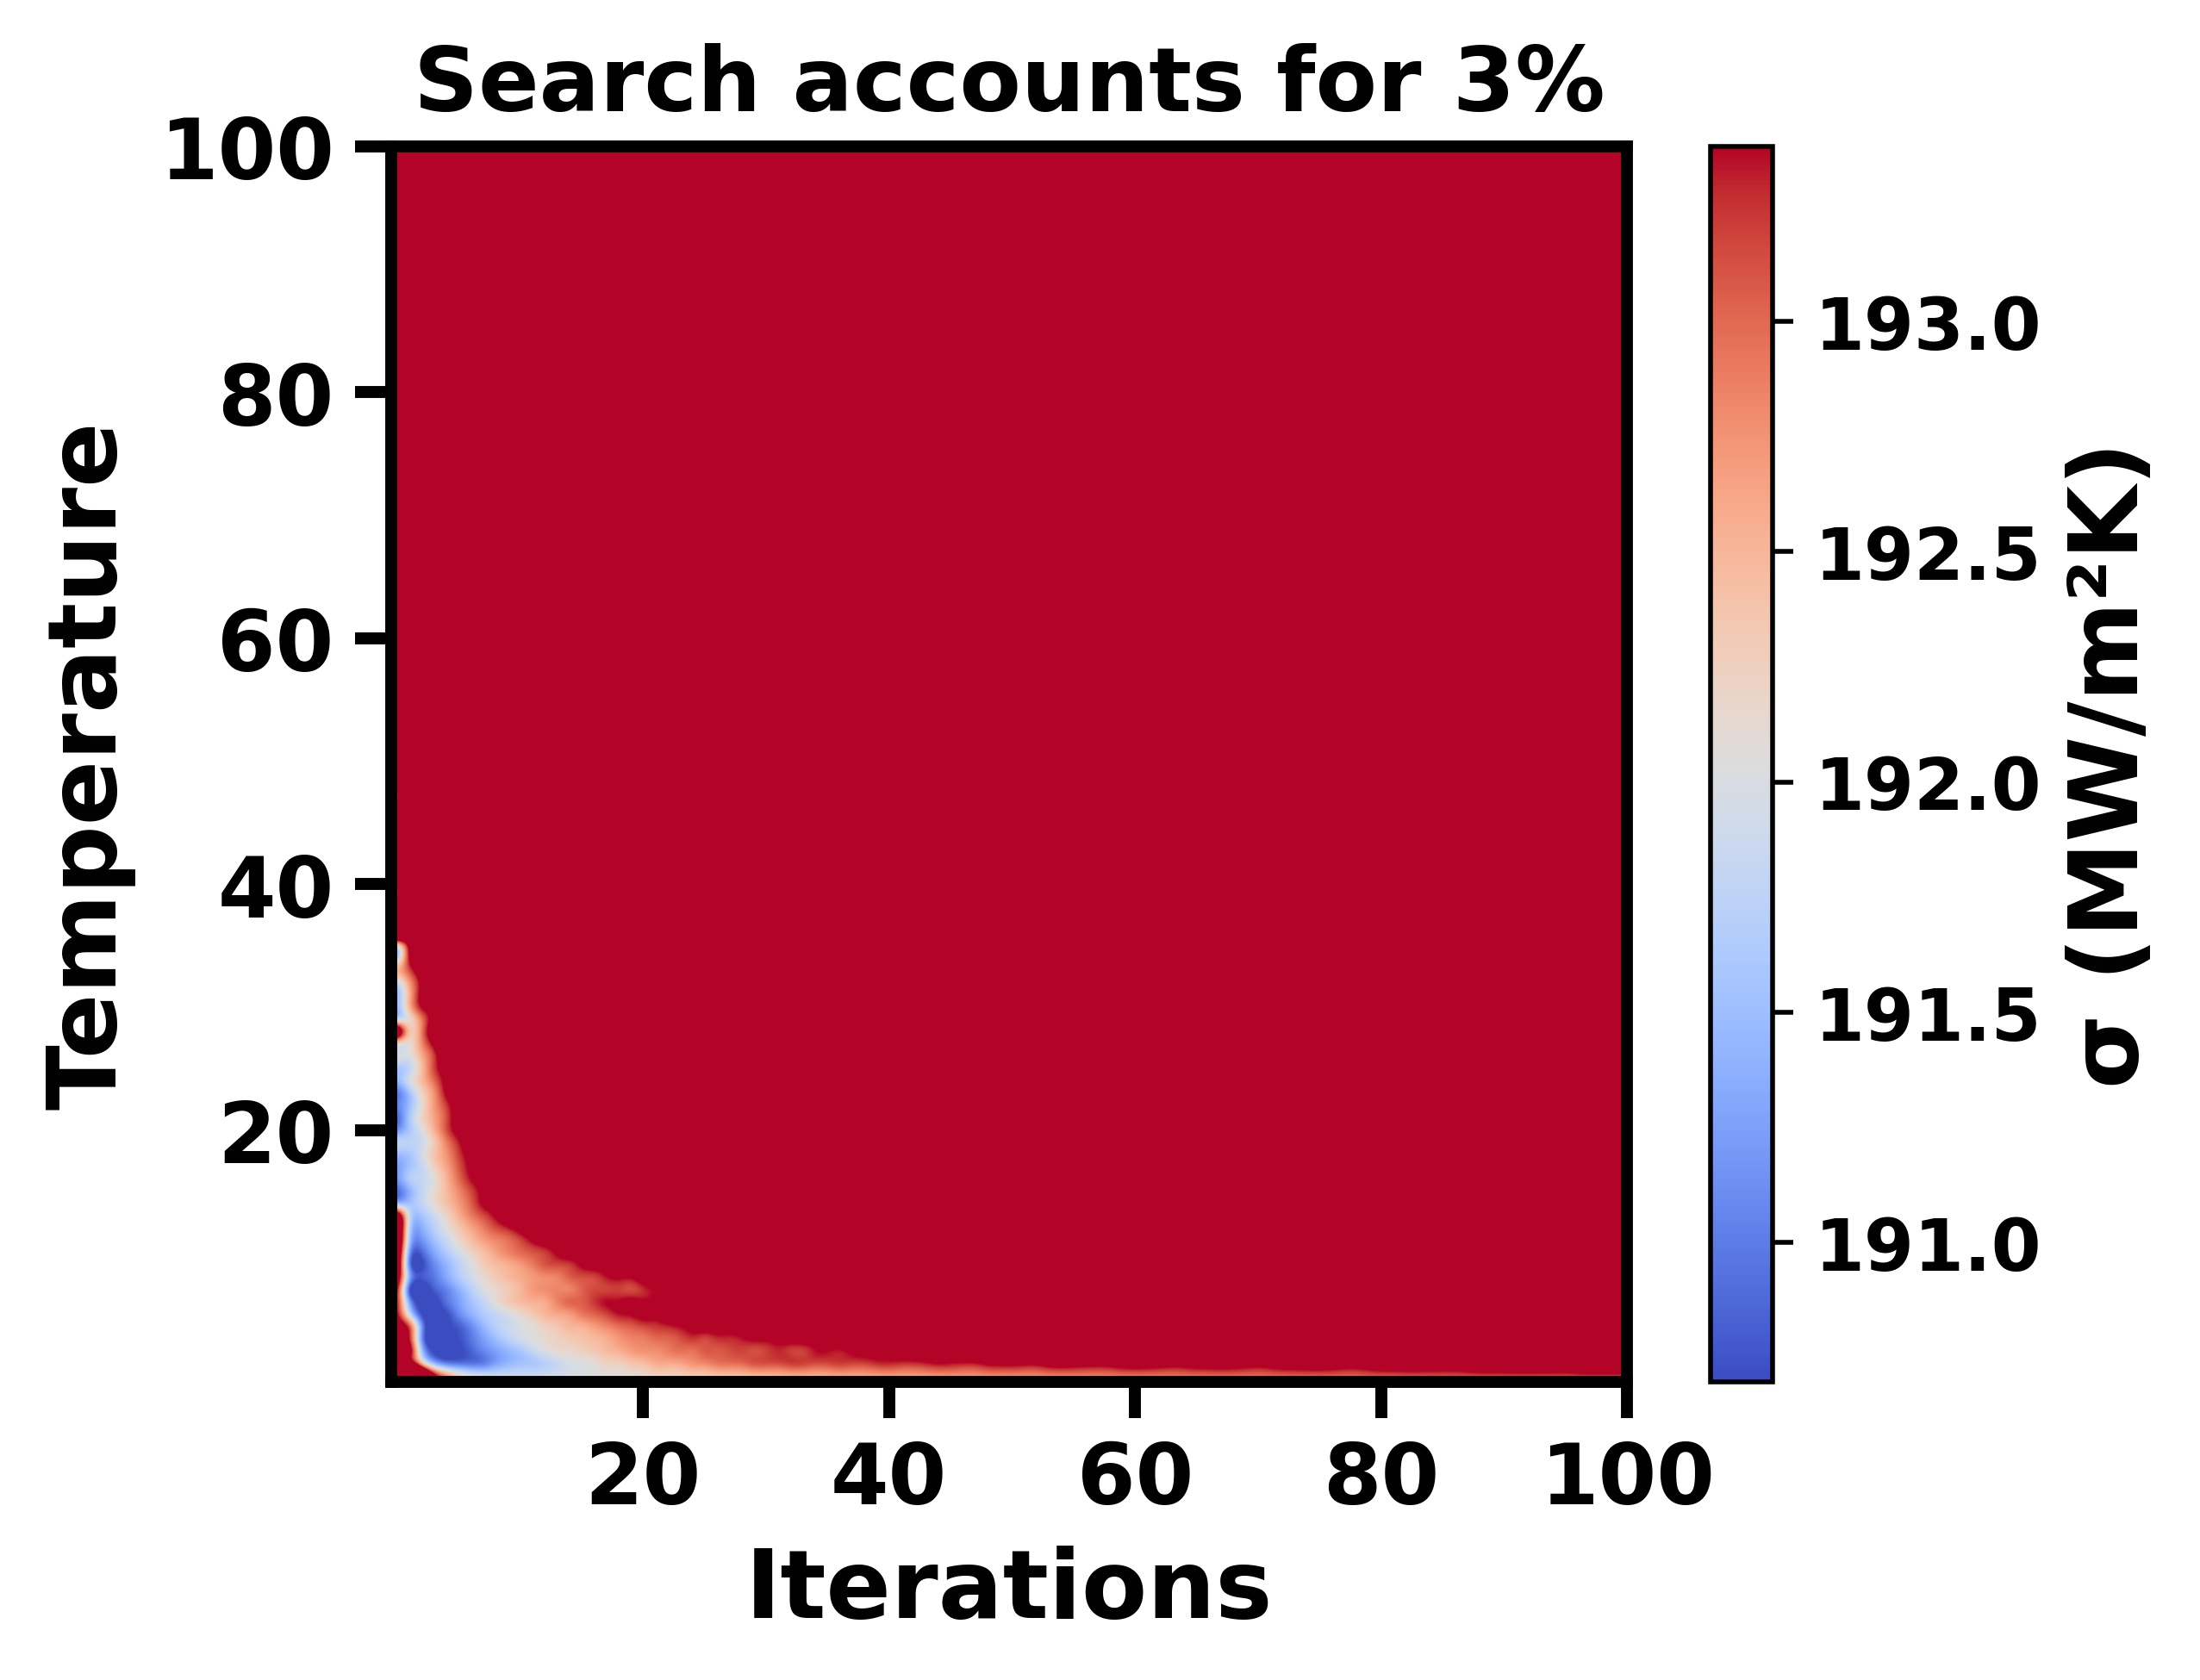 Search accounts for 3%
100
80
60
40
20
Temperature
20 40 60 80 100
Iterations
193.0
192.5
192.0
191.5
191.0
σ (MW/m²K)